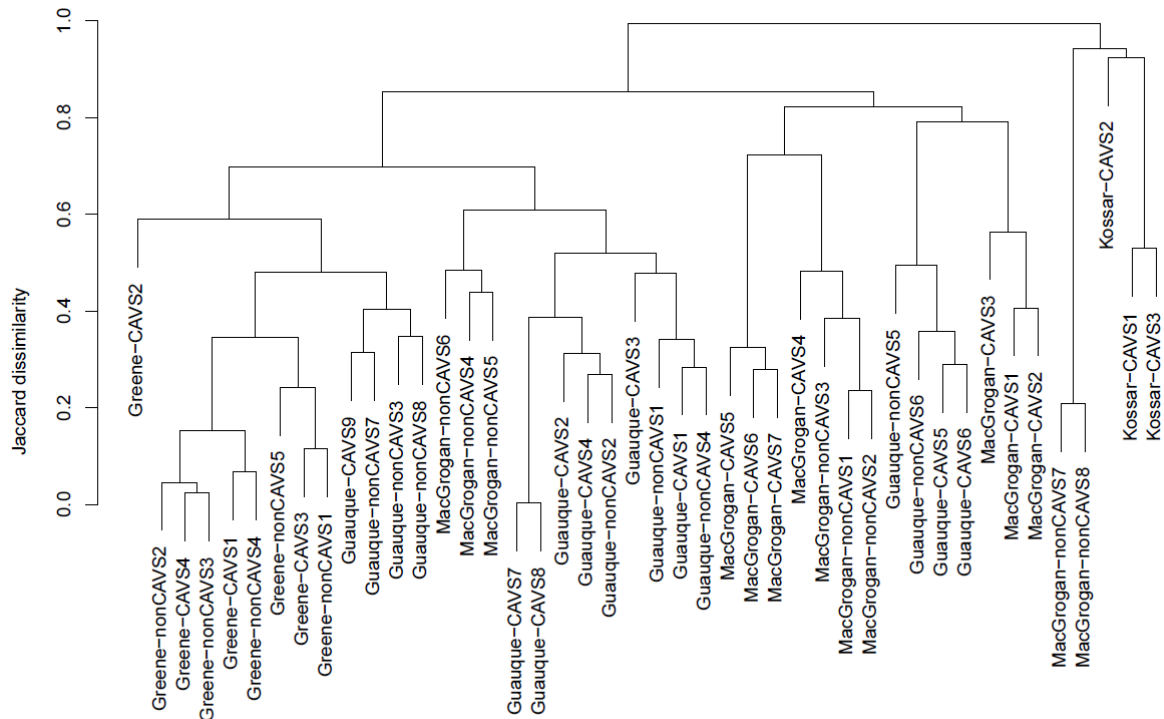 Jaccard dissimilarity
1.0
0.8
0.6
0.4
0.2
0.0
Greene−CAVS2
Greene−nonCAVS2
Greene−CAVS4
Greene−nonCAVS3
Greene−CAVS1
Greene−nonCAVS4
Greene−nonCAVS5
Greene−CAVS3
Greene−nonCAVS1
Guauque−CAVS9
Guauque−nonCAVS7
Guauque−nonCAVS3
Guauque−nonCAVS8
MacGrogan−nonCAVS6
MacGrogan−nonCAVS4
MacGrogan−nonCAVS5
Guauque−CAVS7
Guauque−CAVS8
Guauque−CAVS2
Guauque−CAVS4
Guauque−nonCAVS2
Guauque−CAVS3
Guauque−nonCAVS1
Guauque−CAVS1
Guauque−nonCAVS4
MacGrogan−CAVS5
MacGrogan−CAVS6
MacGrogan−CAVS7
MacGrogan−CAVS4
MacGrogan−nonCAVS3
MacGrogan−nonCAVS1
MacGrogan−nonCAVS2
Guauque−nonCAVS5
Guauque−nonCAVS6
Guauque−CAVS5
Guauque−CAVS6
MacGrogan−CAVS3
MacGrogan−CAVS1
MacGrogan−CAVS2
MacGrogan−nonCAVS7
MacGrogan−nonCAVS8
Kossar−CAVS2
Kossar−CAVS1
Kossar−CAVS3